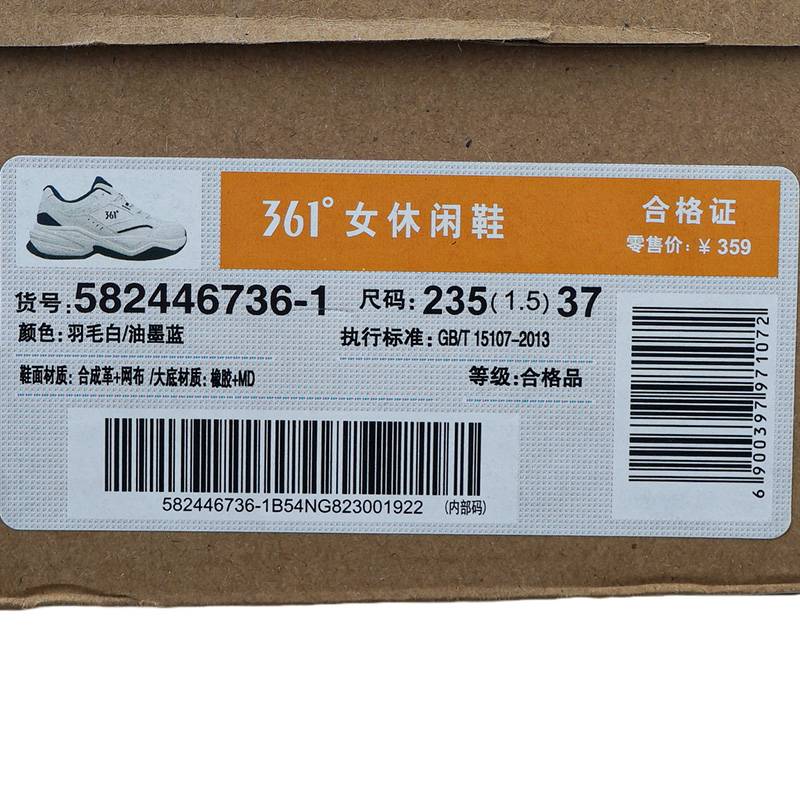 361°
361°女休闲鞋
合格证
零售价:￥359
货号:582446736-1 尺码:235(1.5)37
颜色:羽毛白/油墨蓝 执行标准:GB/T 15107-2013
鞋面材质:合成革+网布/大底材质:橡胶+MD 等级:合格品
582446736-1B54NG823001922 (内部码)
6900397971072